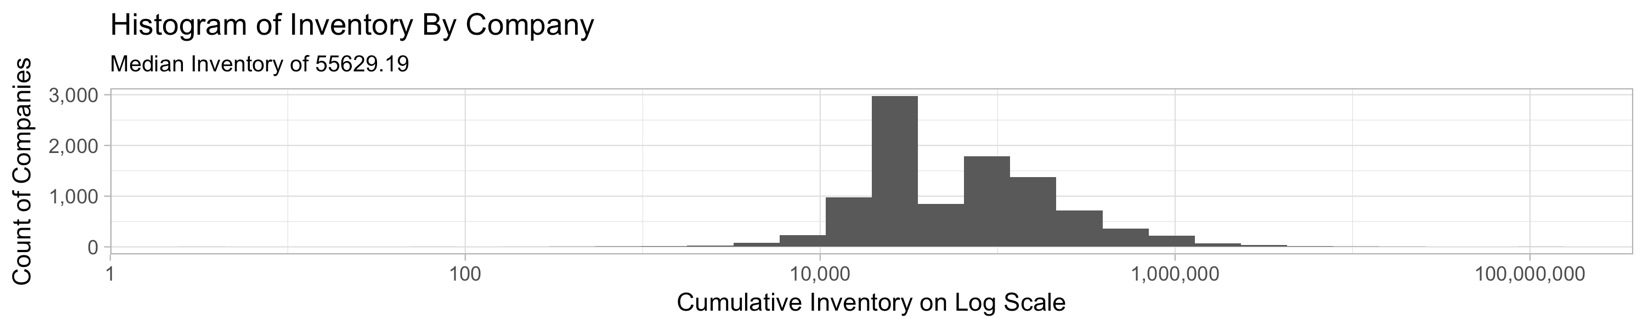 Histogram of Inventory By Company
Median Inventory of 55629.19
Count of Companies
3,000
2,000
1,000
0
1
100
10,000
1,000,000
100,000,000
Cumulative Inventory on Log Scale